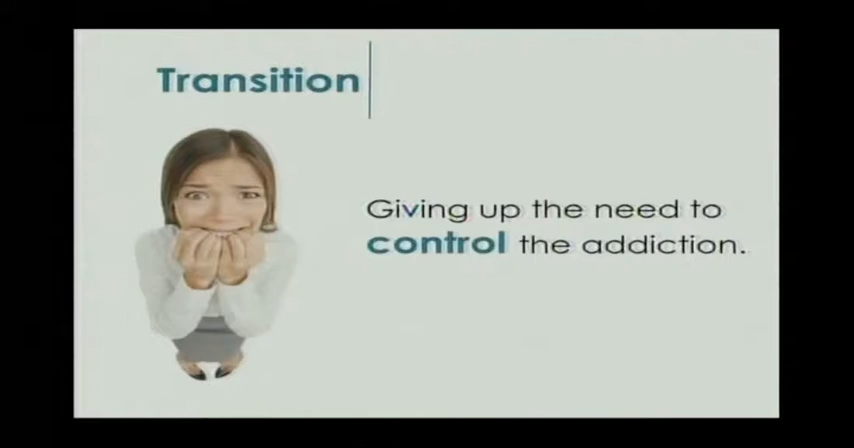 Transition
Giving up the need to
control the addiction.